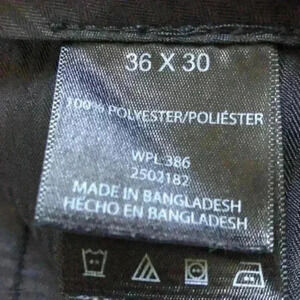 36 X 30
100% POLYESTER/POLIÉSTER
WPL 386
2502182
MADE IN BANGLADESH
HECHO EN BANGLADESH